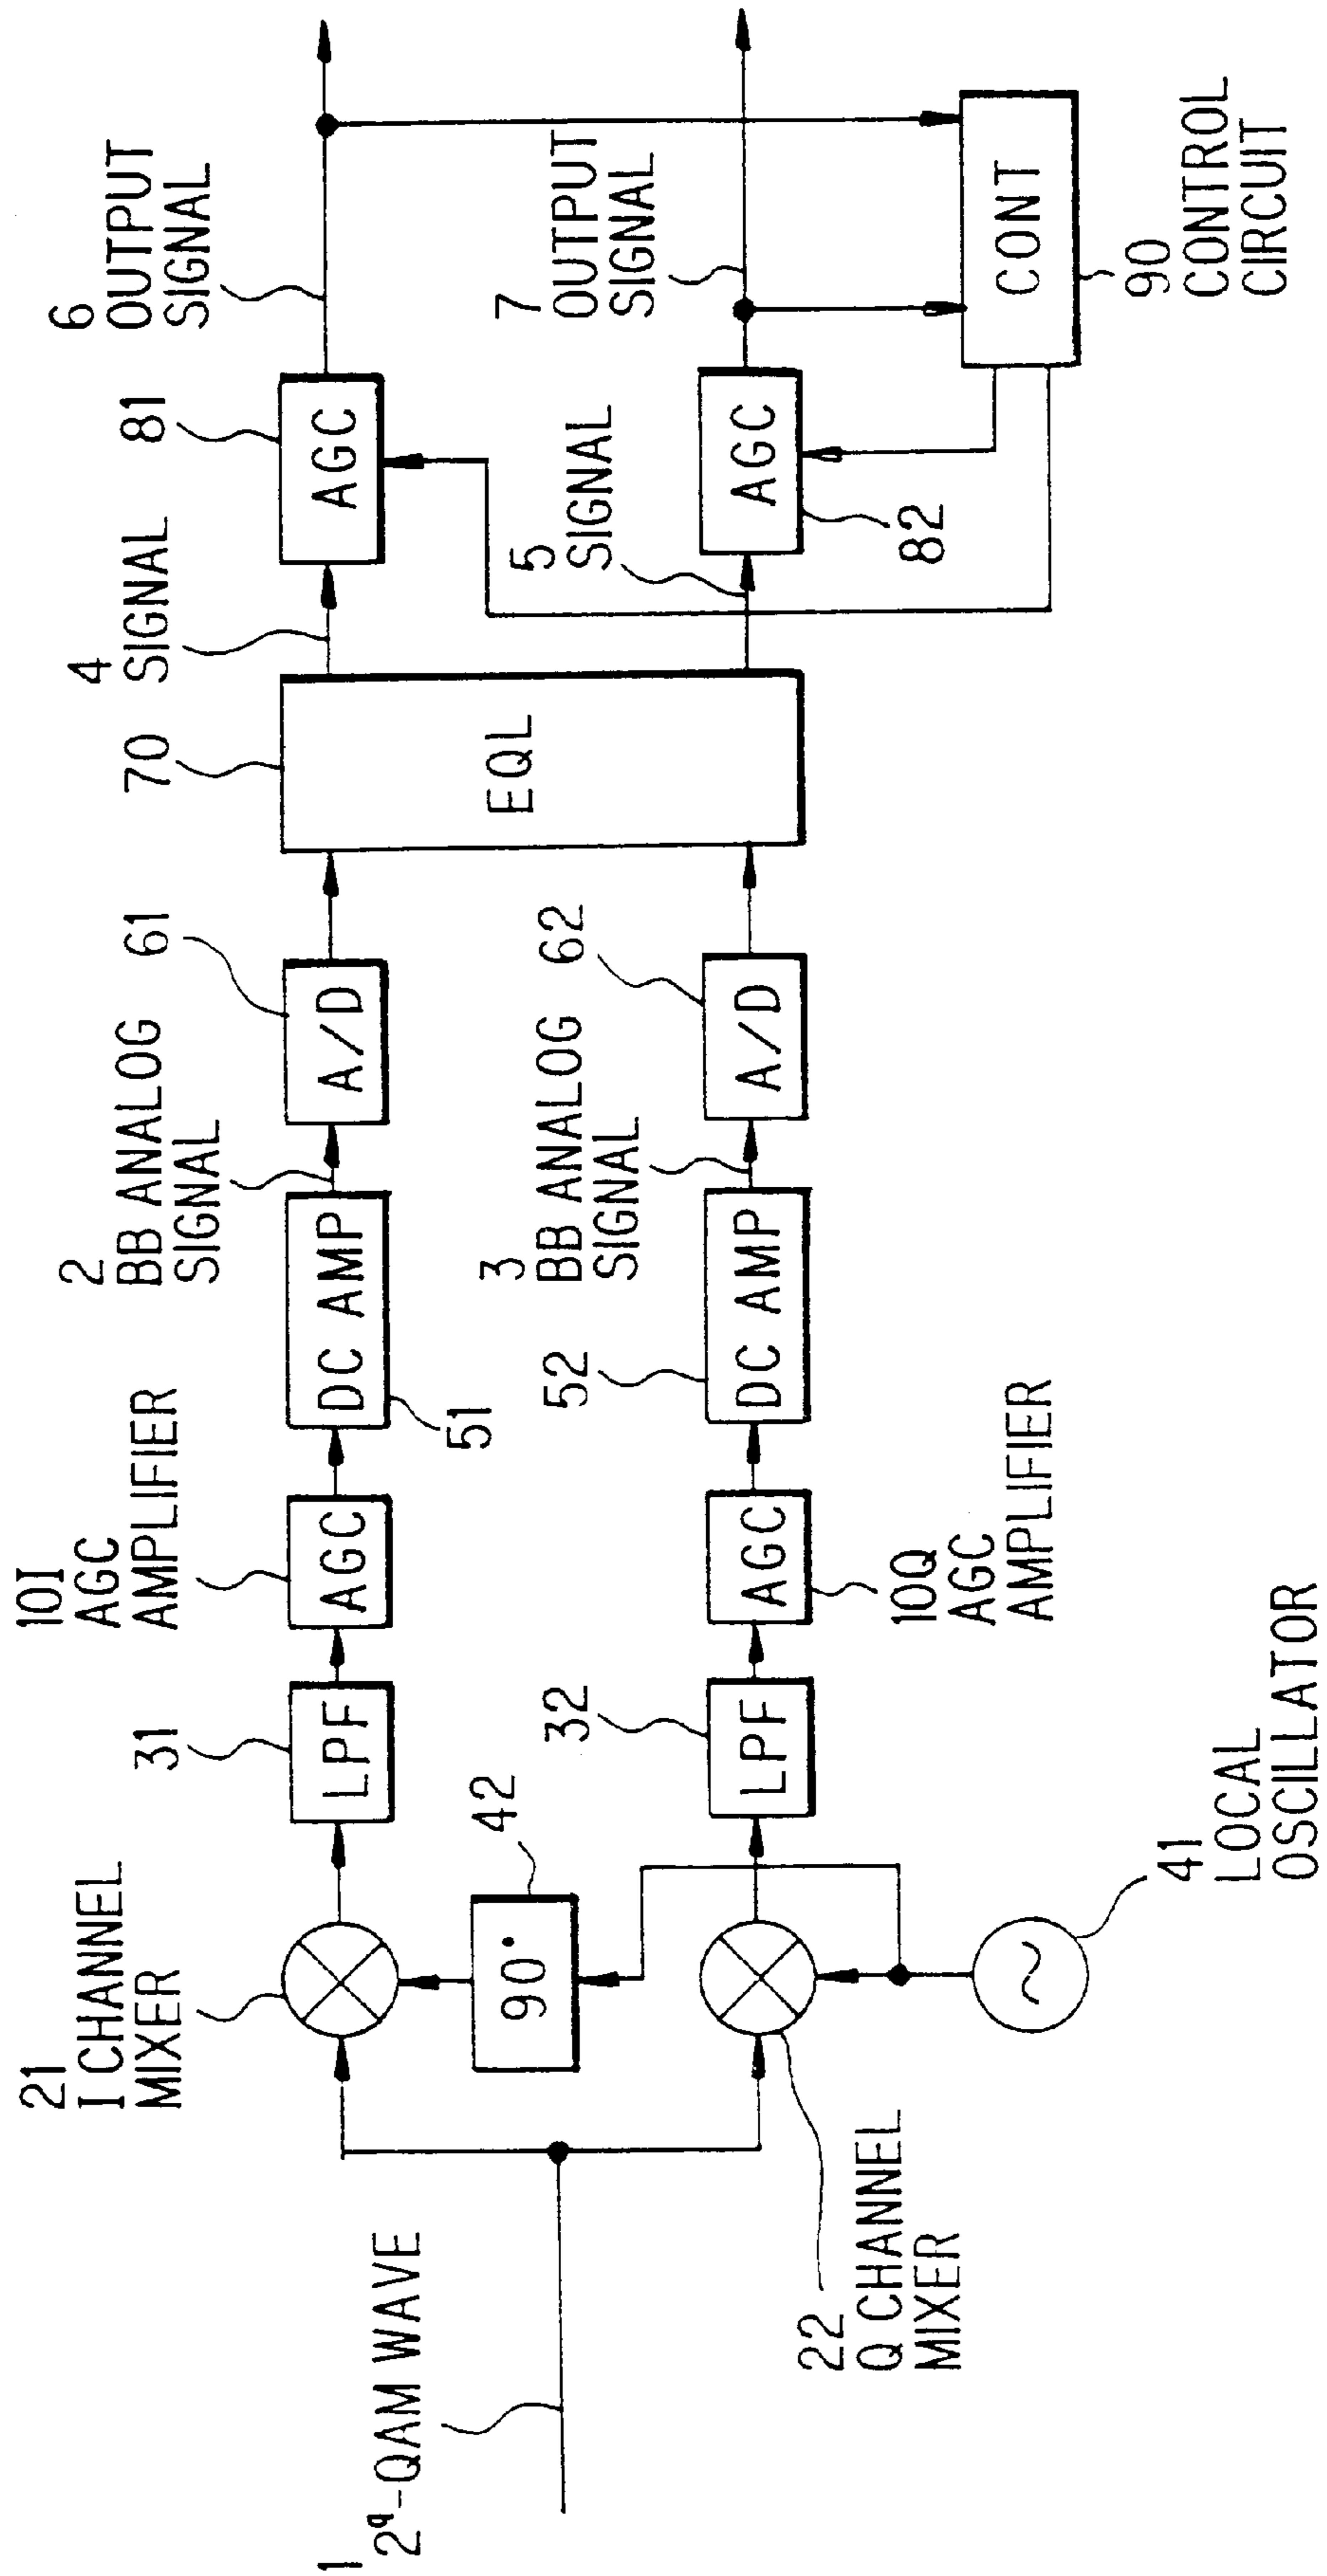 1
2q-QAM WAVE
21
I CHANNEL
MIXER
22
Q CHANNEL
MIXER
90°
42
41
LOCAL
OSCILLATOR
31
LPF
32
LPF
10I
AGC
AMPLIFIER
AGC
10Q
AGC
AMPLIFIER
AGC
DC AMP
51
52
DC AMP
2
BB ANALOG
SIGNAL
3
BB ANALOG
SIGNAL
61
A/D
62
A/D
70
EQL
4
SIGNAL
5
SIGNAL
81
AGC
AGC
82
6
OUTPUT
SIGNAL
7
OUTPUT
SIGNAL
CONT
90
CONTROL
CIRCUIT